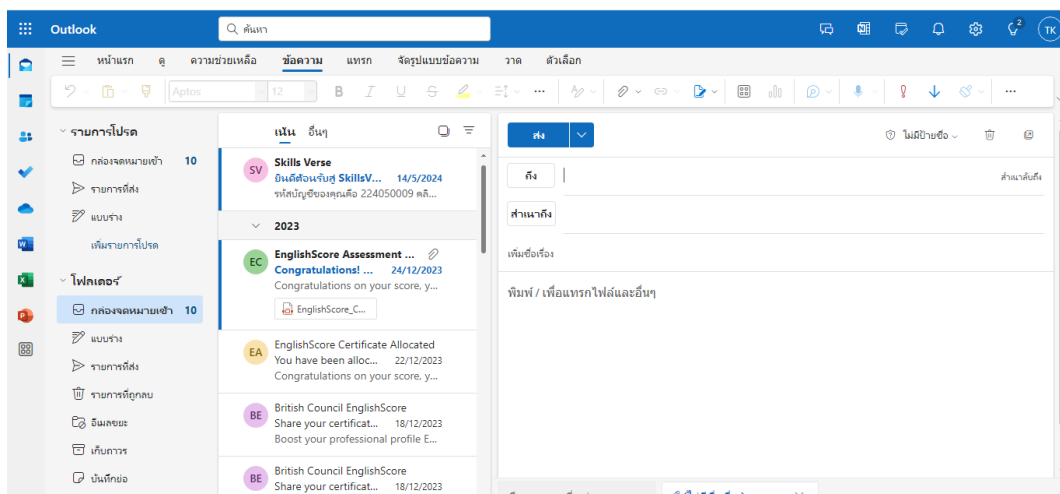 Outlook
ค้นหา
2
TK
หน้าแรก ดู ความช่วยเหลือ ข้อความ แทรก จัดรูปแบบข้อความ วาด ตัวเลือก
Aptos 12 B I U S
รายการโปรด
กล่องจดหมายเข้า 10
รายการที่ส่ง
แบบร่าง
เพิ่มรายการโปรด
โฟลเดอร์
กล่องจดหมายเข้า 10
แบบร่าง
รายการที่ส่ง
รายการที่ถูกลบ
อีเมลขยะ
เก็บถาวร
บันทึกย่อ
เน้น อื่นๆ
SV
Skills Verse
ยินดีต้อนรับสู่ SkillsV... 14/5/2024
รหัสบัญชีของคุณคือ 224050009 คลิ...
2023
EC
EnglishScore Assessment ...
Congratulations! ... 24/12/2023
Congratulations on your score, y...
EnglishScore_C...
EA
EnglishScore Certificate Allocated
You have been alloc... 22/12/2023
Congratulations on your score, y...
BE
British Council EnglishScore
Share your certificat... 18/12/2023
Boost your professional profile E...
BE
British Council EnglishScore
Share your certificat... 18/12/2023
ส่ง
ไม่มีป้ายชื่อ
ถึง
สำเนาลับถึง
สำเนาถึง
เพิ่มชื่อเรื่อง
พิมพ์ / เพื่อแทรกไฟล์และอื่นๆ